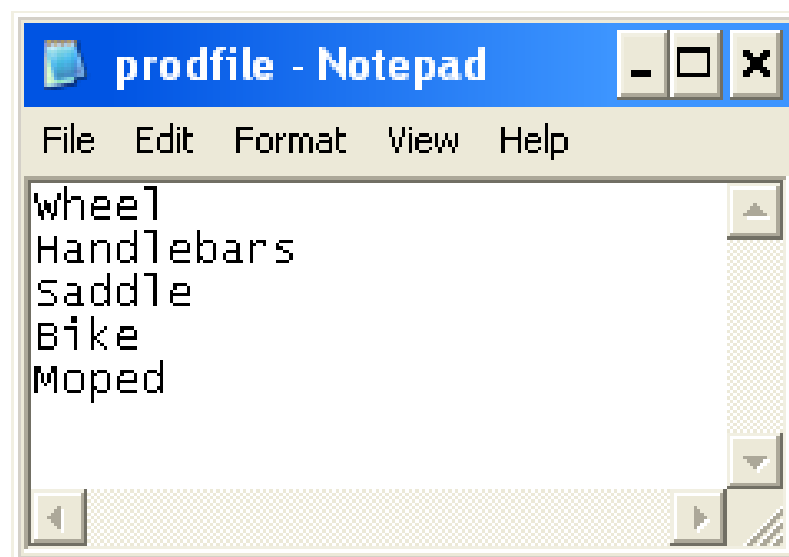 prodfile - Notepad
File Edit Format View Help
Wheel
Handlebars
Saddle
Bike
Moped